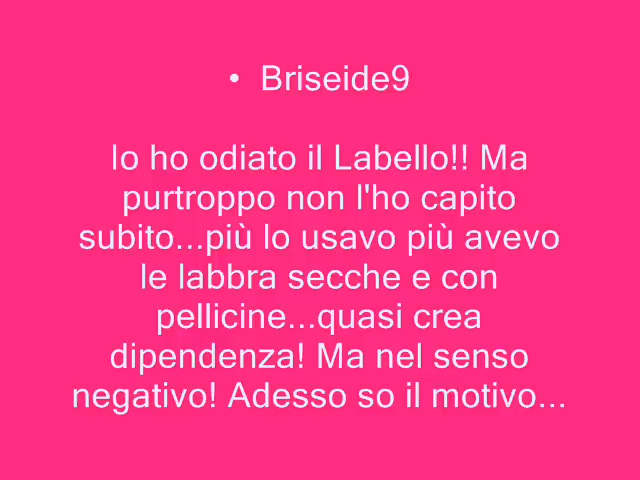 • Briseide9
Io ho odiato il Labello!! Ma
purtroppo non l'ho capito
subito...più lo usavo più avevo
le labbra secche e con
pellicine...quasi crea
dipendenza! Ma nel senso
negativo! Adesso so il motivo...